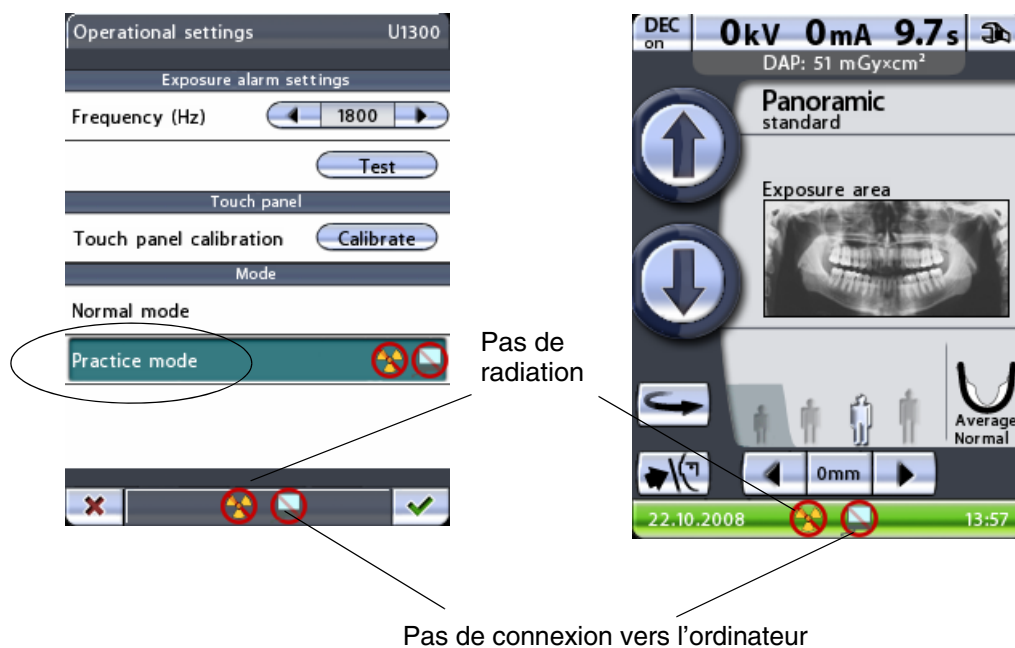 Operational settings U1300
Exposure alarm settings
Frequency (Hz) 1800
Test
Touch panel
Touch panel calibration Calibrate
Mode
Normal mode
Practice mode
Pas de
radiation
DEC
on
0kV 0mA 9.7s
DAP: 51 mGy×cm²
Panoramic
standard
Exposure area
Average
Normal
0mm
22.10.2008 13:57
Pas de connexion vers l'ordinateur